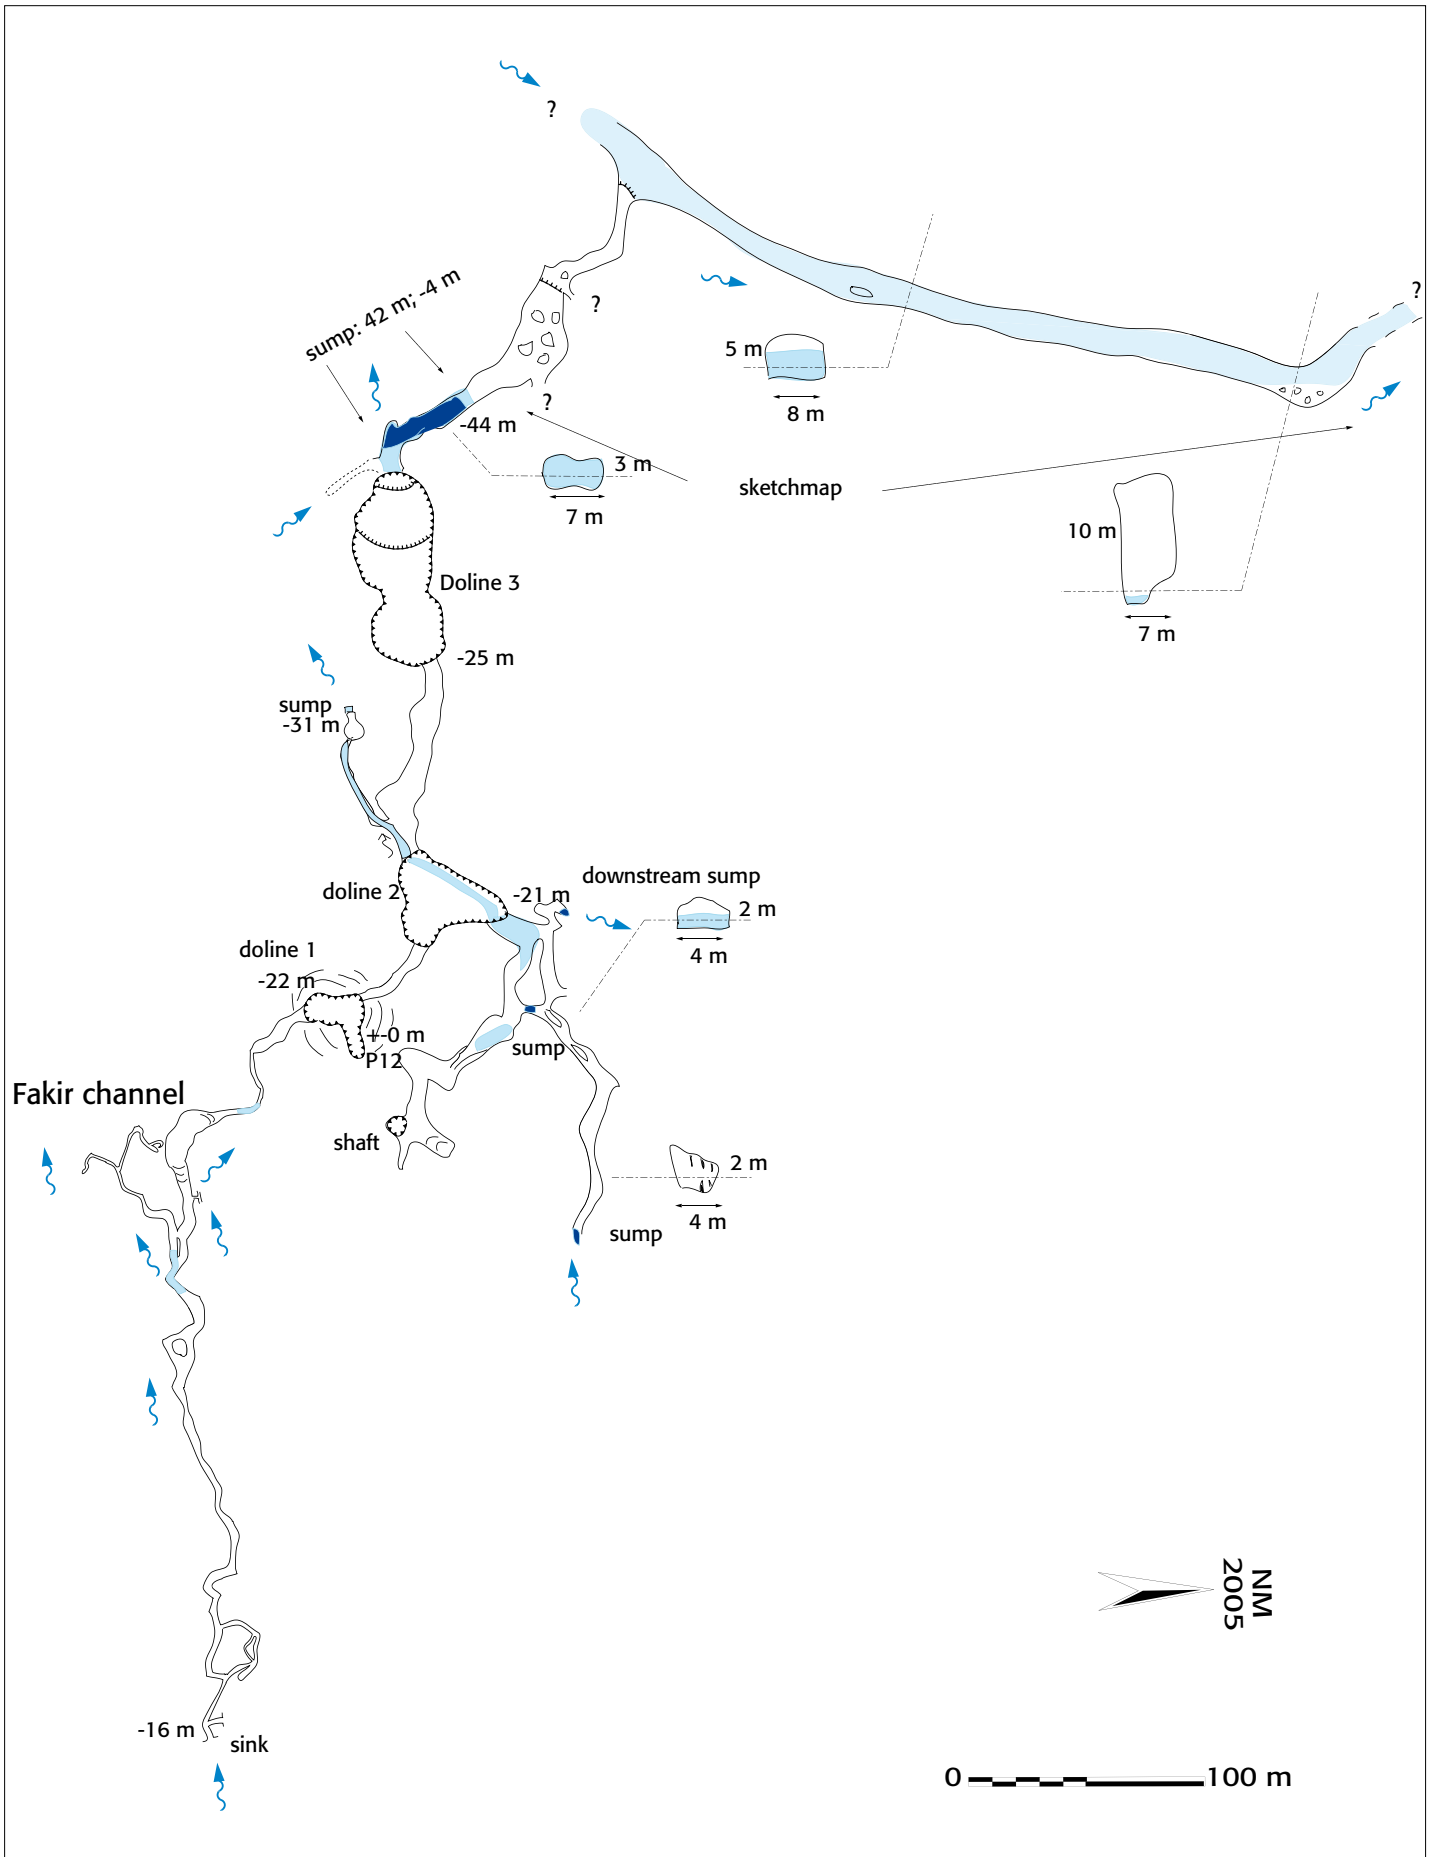 ?
?
sump: 42 m; -4 m
?
5 m
8 m
?
-44 m
3 m
7 m
sketchmap
10 m
7 m
Doline 3
-25 m
sump
-31 m
doline 2
-21 m
downstream sump
2 m
4 m
doline 1
-22 m
+-0 m
P12
sump
Fakir channel
shaft
2 m
4 m
sump
NM
2005
-16 m
sink
0
100 m